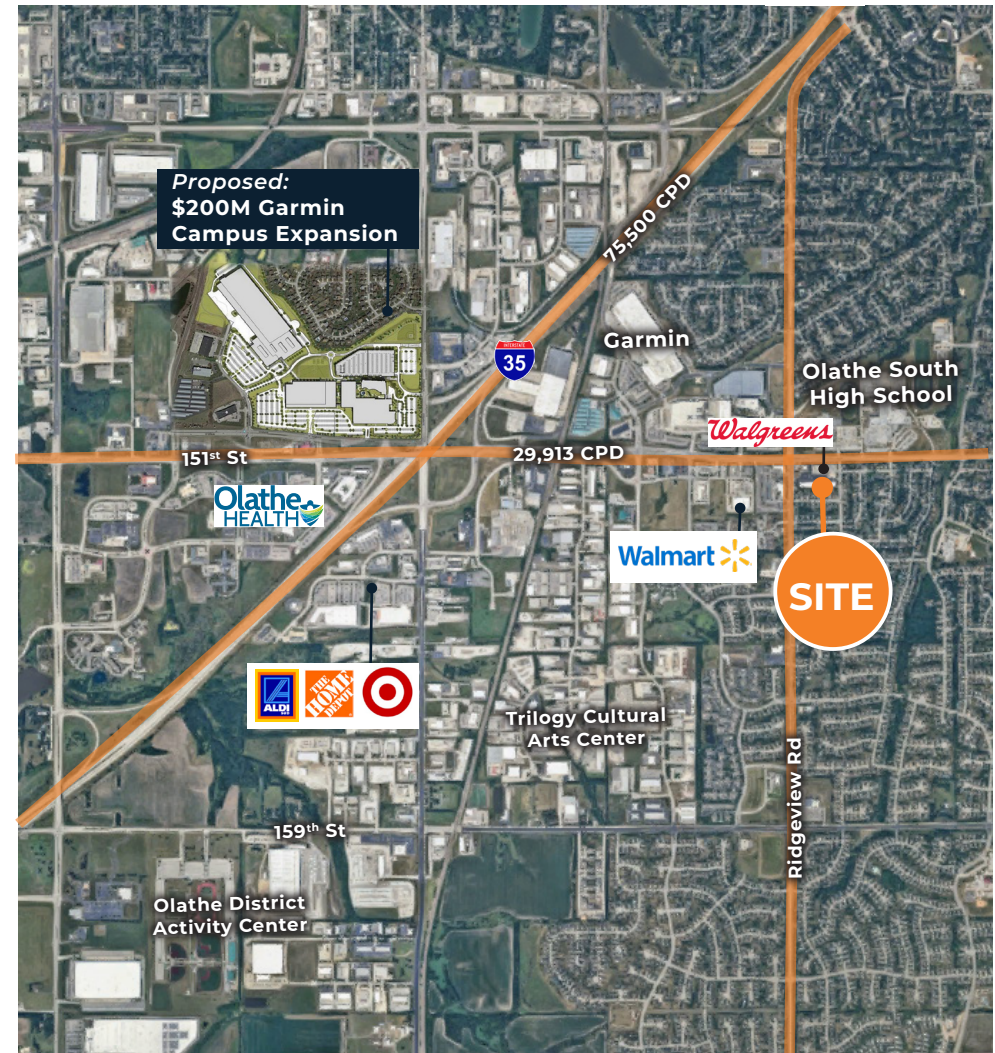 Proposed:
$200M Garmin
Campus Expansion
75,500 CPD
INTERSTATE
35
Garmin
Olathe South
High School
Walgreens
151st St
29,913 CPD
Olathe
HEALTH
Walmart
SITE
ALDI
THE
HOME
DEPOT
Trilogy Cultural
Arts Center
Ridgeview Rd
159th St
Olathe District
Activity Center